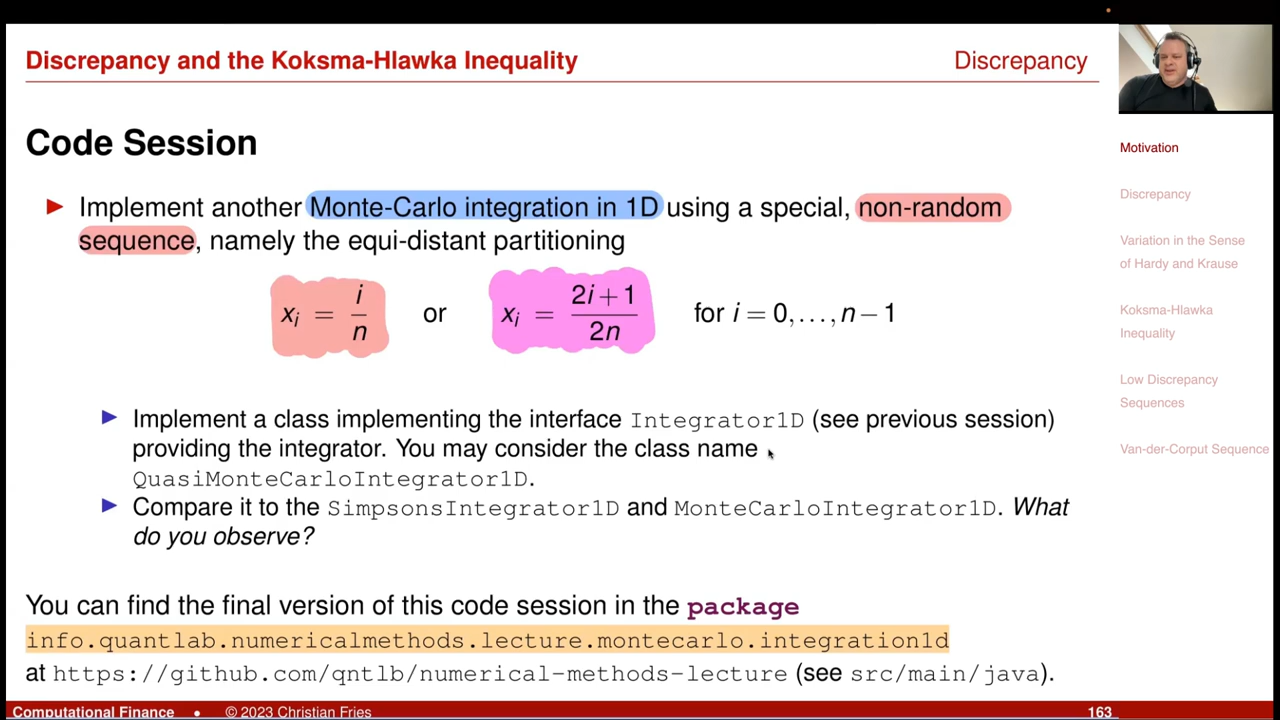 Discrepancy and the Koksma-Hlawka Inequality
Discrepancy
Code Session
► Implement another Monte-Carlo integration in 1D using a special, non-random
sequence, namely the equi-distant partitioning
xᵢ = i/n or xᵢ = (2i + 1)/(2n) for i = 0, . . . , n − 1
► Implement a class implementing the interface Integrator1D (see previous session)
providing the integrator. You may consider the class name
QuasiMonteCarloIntegrator1D.
► Compare it to the SimpsonsIntegrator1D and MonteCarloIntegrator1D. What
do you observe?
You can find the final version of this code session in the package
info.quantlab.numericalmethods.lecture.montecarlo.integration1d
at https://github.com/qntlb/numerical-methods-lecture (see src/main/java).
Motivation
Discrepancy
Variation in the Sense
of Hardy and Krause
Koksma-Hlawka
Inequality
Low Discrepancy
Sequences
Van-der-Corput Sequence
Computational Finance • © 2023 Christian Fries
163